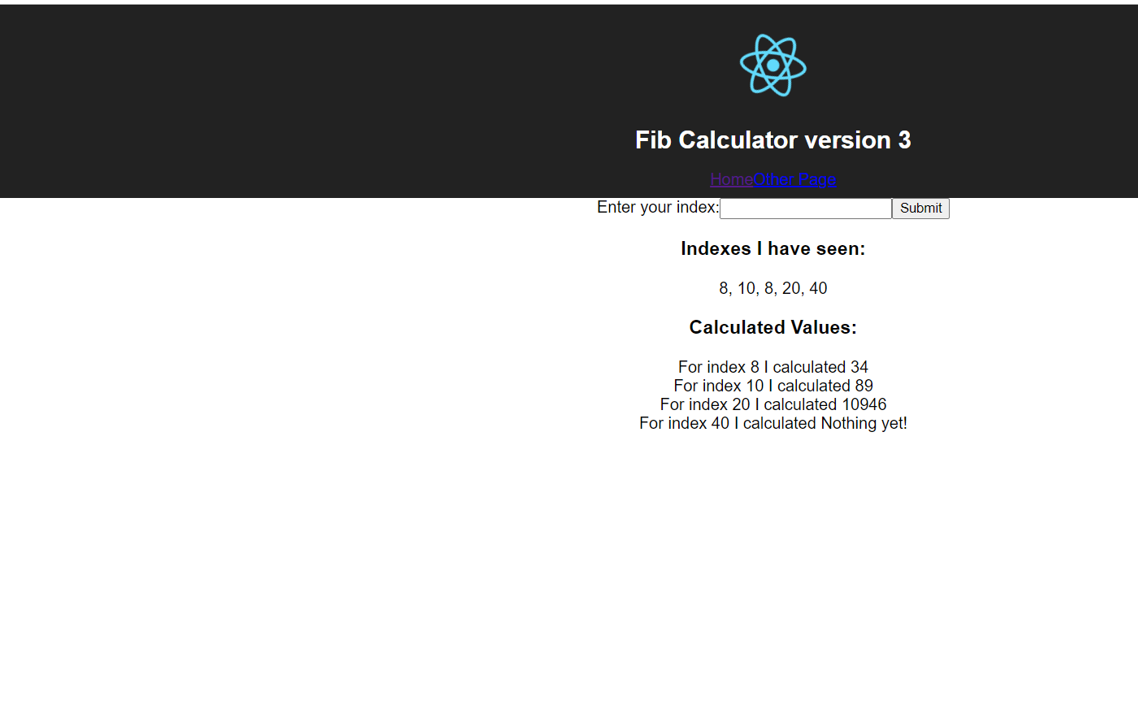 Fib Calculator version 3
HomeOther Page
Enter your index: Submit
Indexes I have seen:
8, 10, 8, 20, 40
Calculated Values:
For index 8 I calculated 34
For index 10 I calculated 89
For index 20 I calculated 10946
For index 40 I calculated Nothing yet!